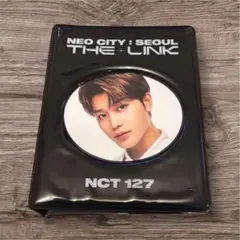 NEO CITY : SEOUL
THE LINK
NCT 127